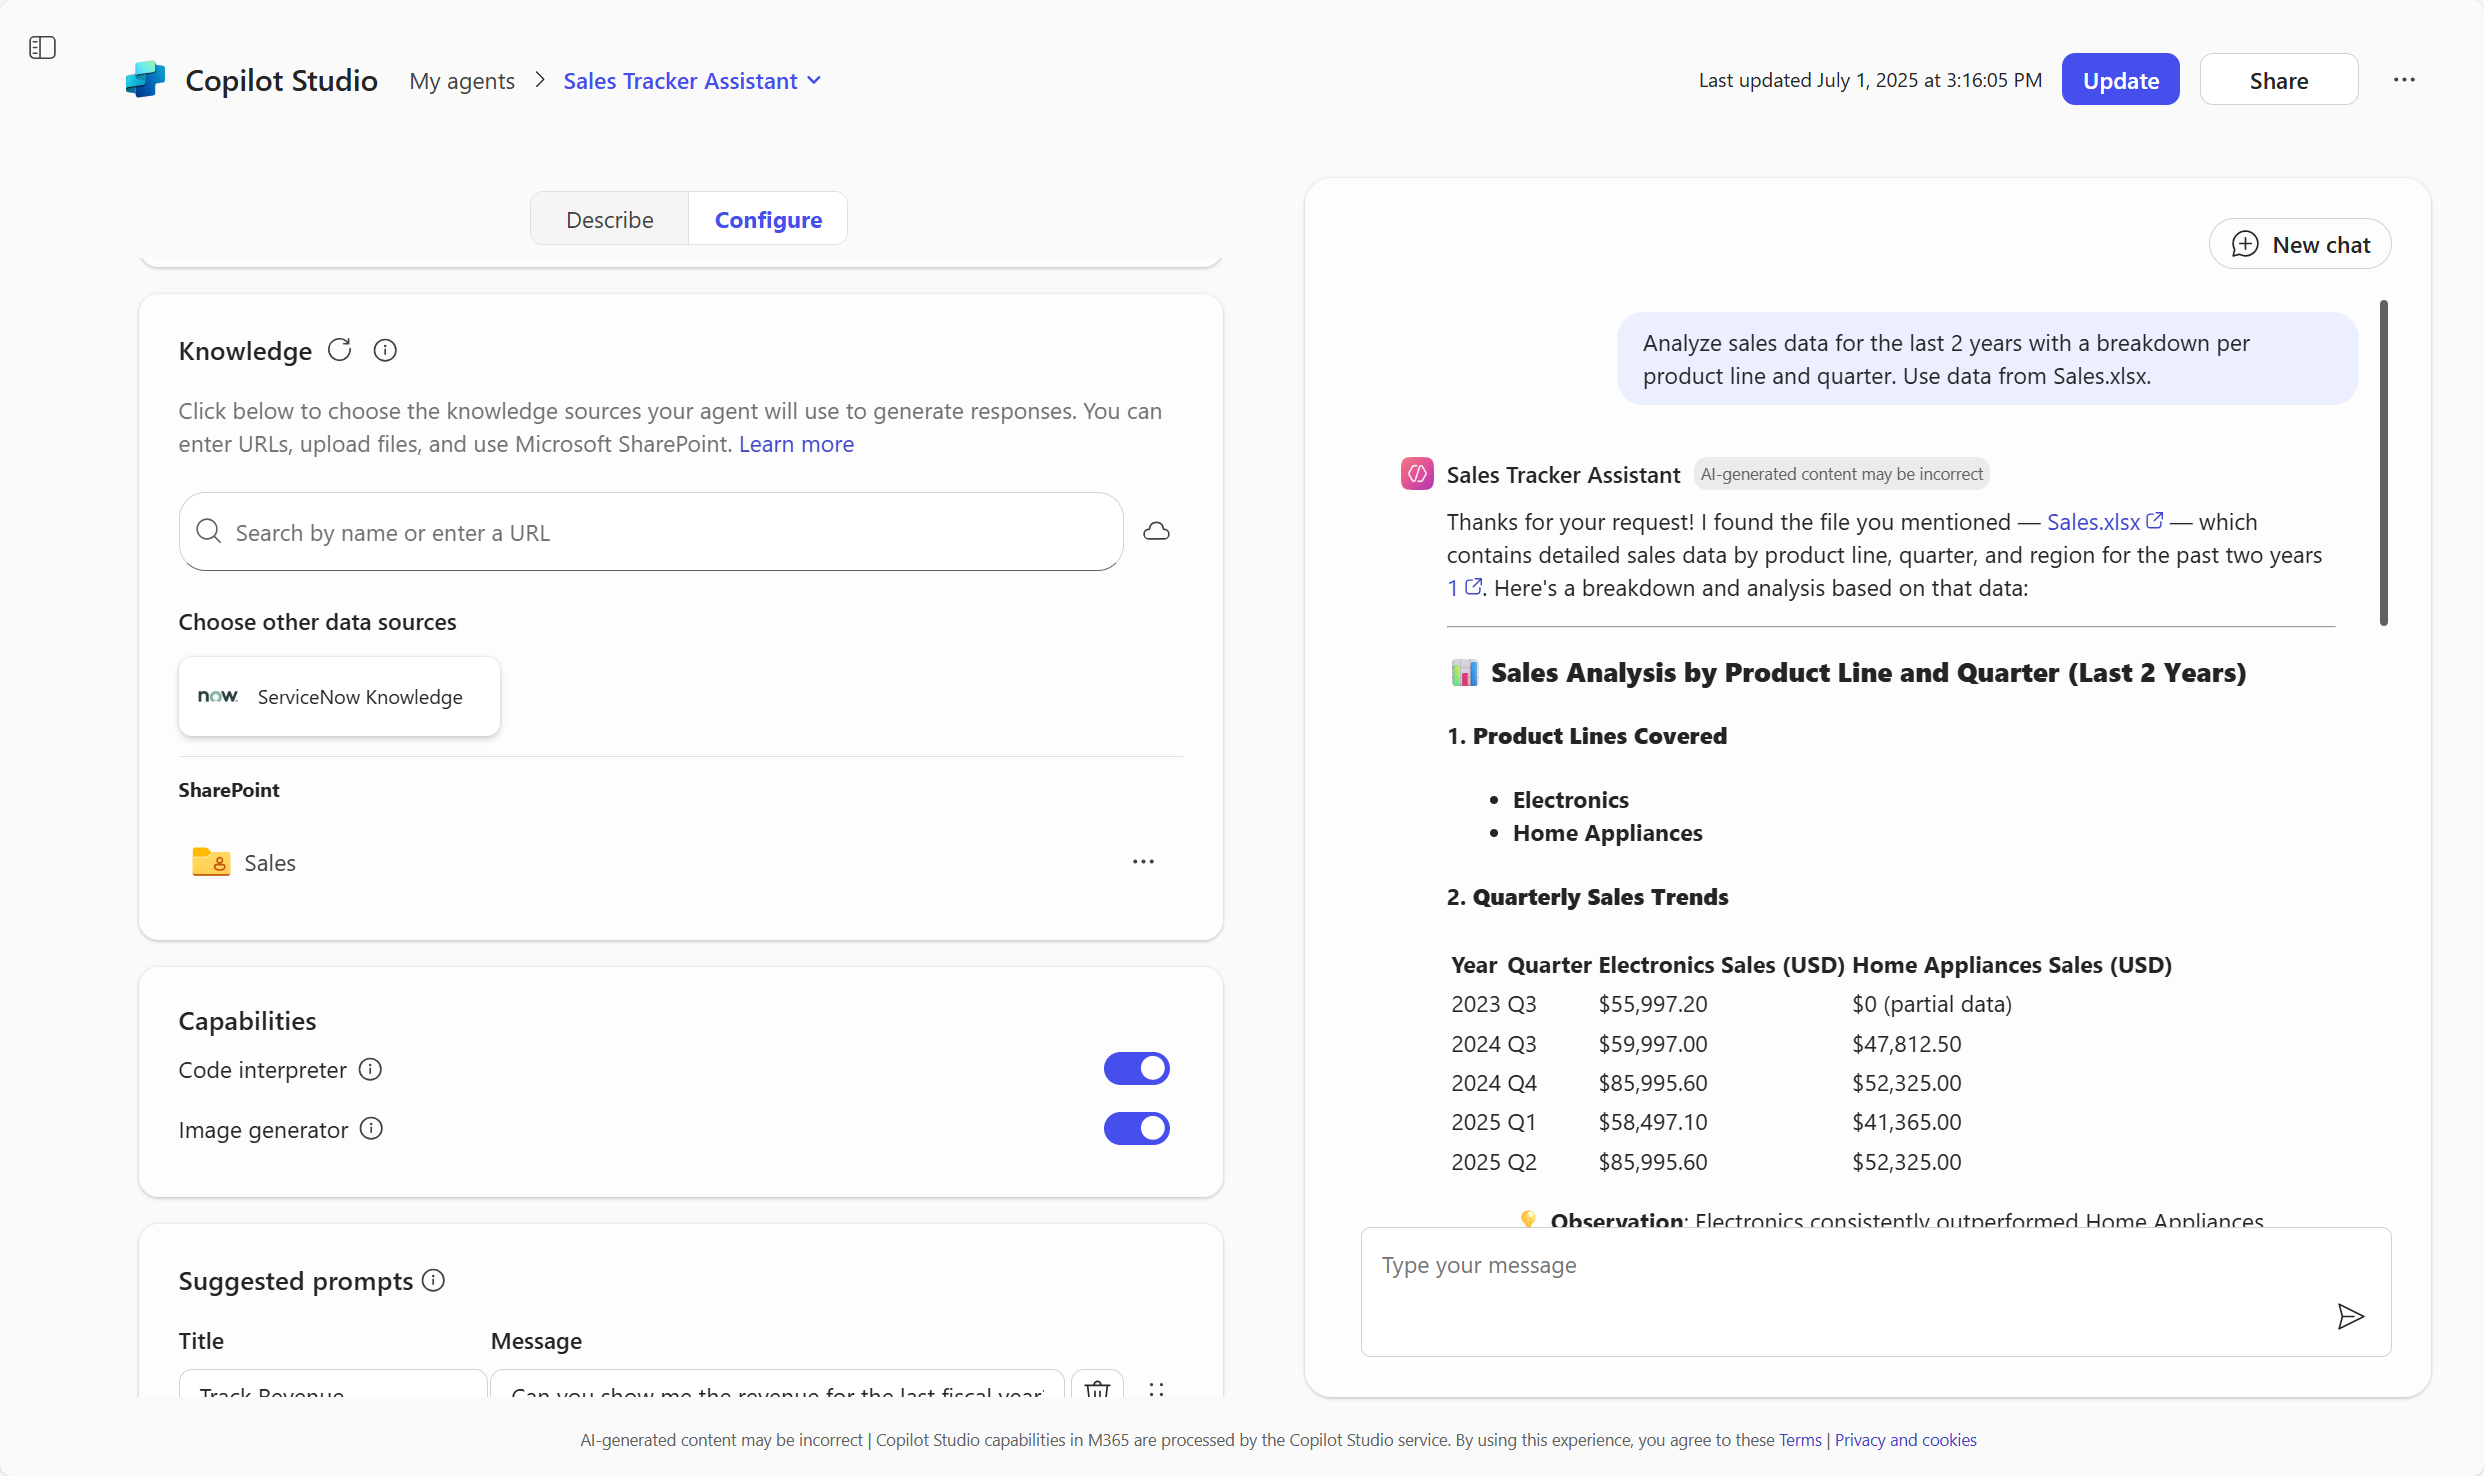 Copilot Studio
My agents
Sales Tracker Assistant
Last updated July 1, 2025 at 3:16:05 PM
Update
Share
Describe
Configure
Knowledge
Click below to choose the knowledge sources your agent will use to generate responses. You can
enter URLs, upload files, and use Microsoft SharePoint. Learn more
Search by name or enter a URL
Choose other data sources
now. ServiceNow Knowledge
SharePoint
Sales
Capabilities
Code interpreter
Image generator
Suggested prompts
Title Message
Track Revenue Can you show me the revenue for the last fiscal year
New chat
Analyze sales data for the last 2 years with a breakdown per
product line and quarter. Use data from Sales.xlsx.
Sales Tracker Assistant AI-generated content may be incorrect
Thanks for your request! I found the file you mentioned — Sales.xlsx — which
contains detailed sales data by product line, quarter, and region for the past two years
1. Here's a breakdown and analysis based on that data:
Sales Analysis by Product Line and Quarter (Last 2 Years)
1. Product Lines Covered
• Electronics
• Home Appliances
2. Quarterly Sales Trends
Year Quarter Electronics Sales (USD) Home Appliances Sales (USD)
2023 Q3 $55,997.20 $0 (partial data)
2024 Q3 $59,997.00 $47,812.50
2024 Q4 $85,995.60 $52,325.00
2025 Q1 $58,497.10 $41,365.00
2025 Q2 $85,995.60 $52,325.00
Observation: Electronics consistently outperformed Home Appliances
Type your message
AI-generated content may be incorrect | Copilot Studio capabilities in M365 are processed by the Copilot Studio service. By using this experience, you agree to these Terms | Privacy and cookies